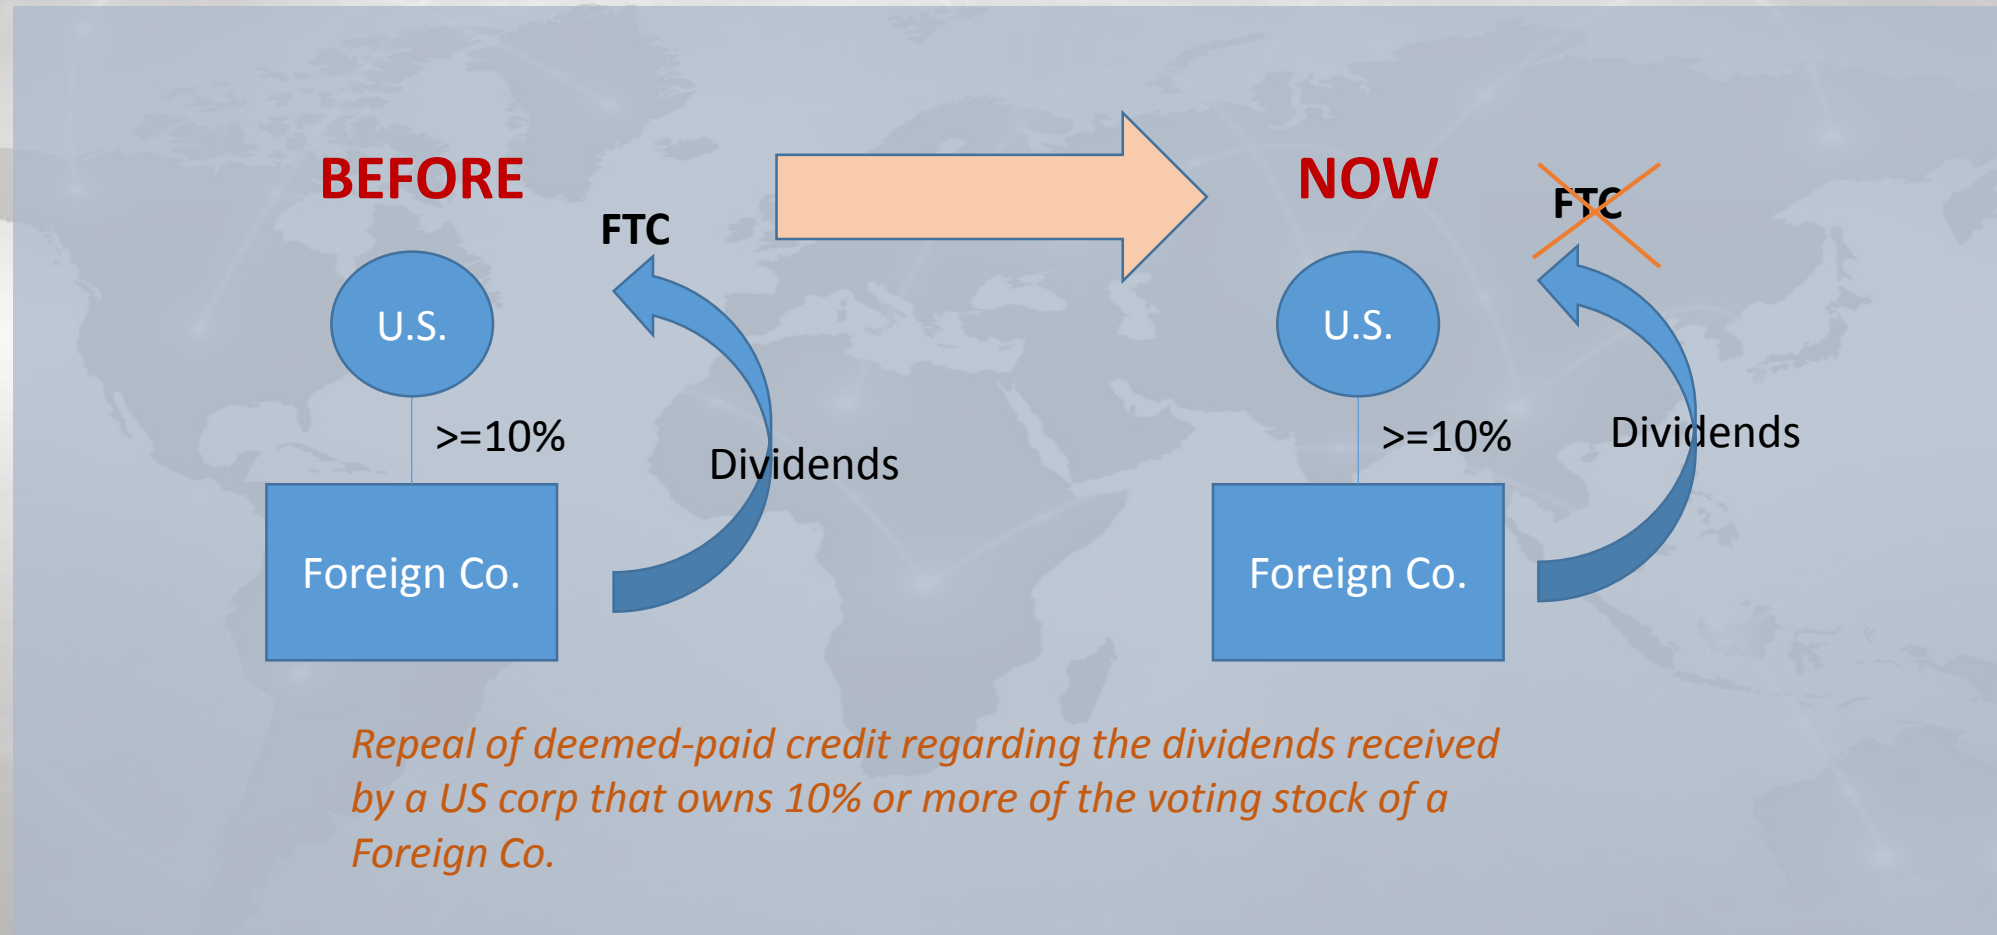 BEFORE
FTC
U.S.
>=10%
Dividends
Foreign Co.
NOW
FTC
U.S.
>=10%
Dividends
Foreign Co.
Repeal of deemed-paid credit regarding the dividends received
by a US corp that owns 10% or more of the voting stock of a
Foreign Co.